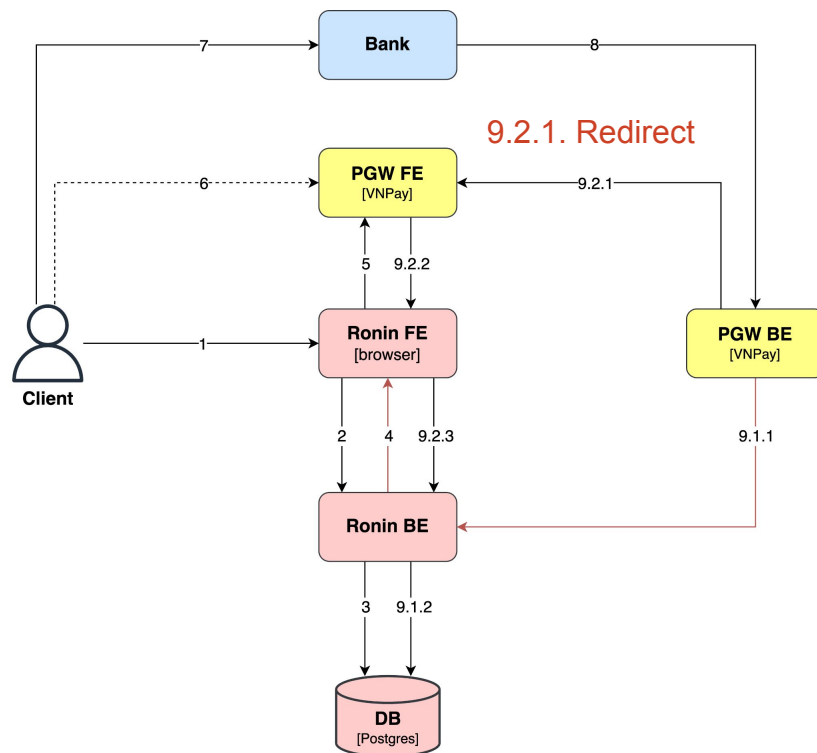 7
Bank
8
9.2.1. Redirect
6
PGW FE
[VNPay]
9.2.1
5
9.2.2
1
Ronin FE
[browser]
PGW BE
[VNPay]
Client
2
4
9.2.3
9.1.1
Ronin BE
3
9.1.2
DB
[Postgres]